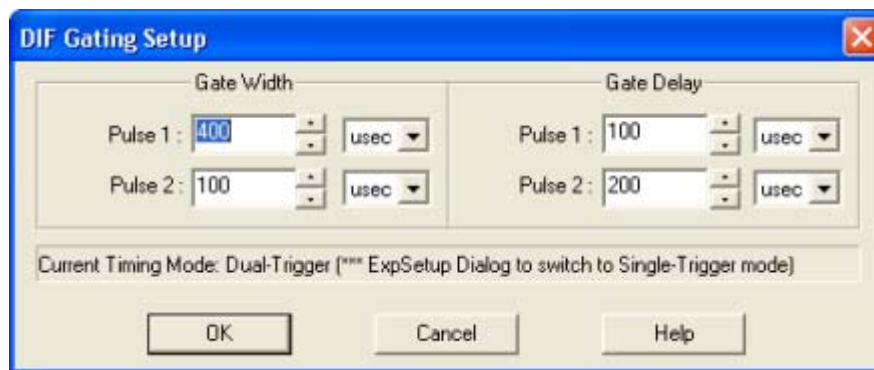 DIF Gating Setup
Gate Width
Pulse 1 : 400 usec
Pulse 2 : 100 usec
Gate Delay
Pulse 1 : 100 usec
Pulse 2 : 200 usec
Current Timing Mode: Dual-Trigger (*** ExpSetup Dialog to switch to Single-Trigger mode)
OK Cancel Help